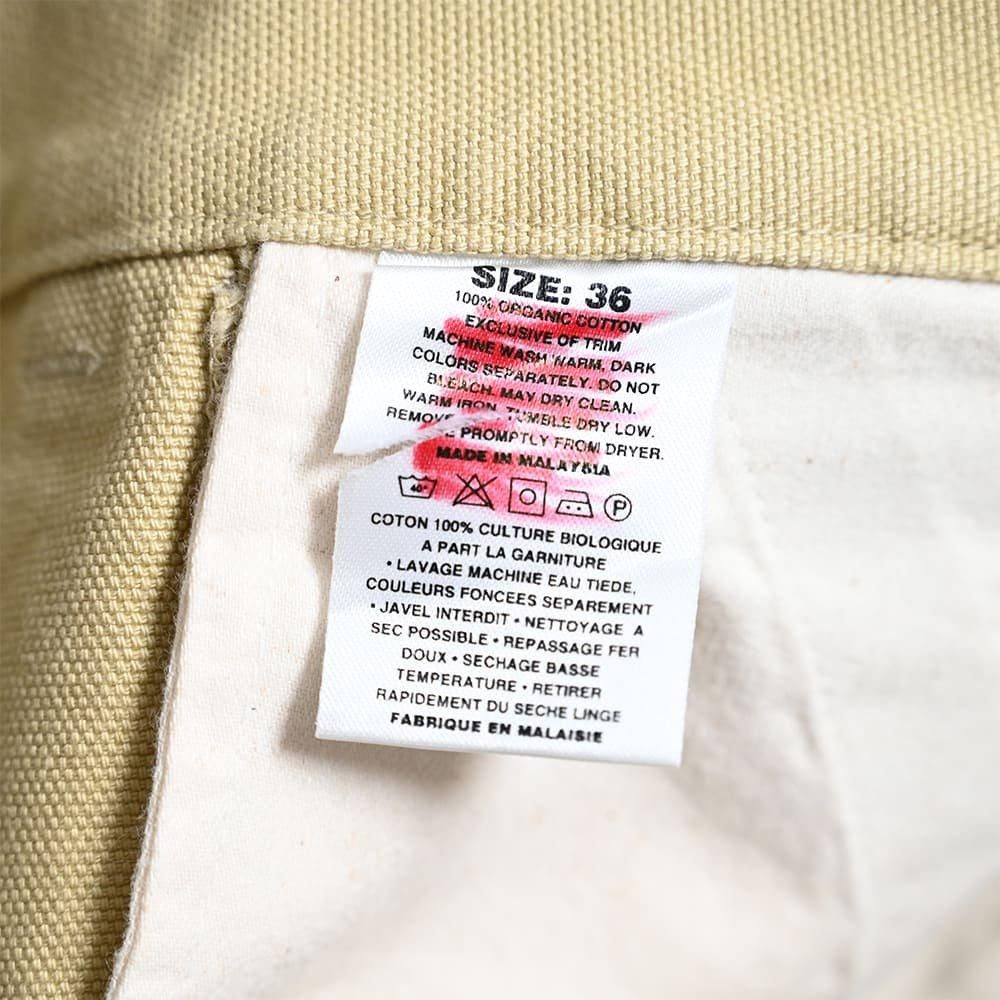 SIZE: 36
100% ORGANIC COTTON
EXCLUSIVE OF TRIM
MACHINE WASH WARM, DARK
COLORS SEPARATELY. DO NOT
BLEACH. MAY DRY CLEAN.
WARM IRON. TUMBLE DRY LOW.
PROMPTLY FROM DRYER.
MADE IN MALAYSIA
40° P
COTON 100% CULTURE BIOLOGIQUE
A PART LA GARNITURE
• LAVAGE MACHINE EAU TIEDE,
COULEURS FONCEES SEPAREMENT
• JAVEL INTERDIT • NETTOYAGE A
SEC POSSIBLE • REPASSAGE FER
DOUX • SECHAGE BASSE
TEMPERATURE • RETIRER
RAPIDEMENT DU SECHE LINGE
FABRIQUE EN MALAISIE